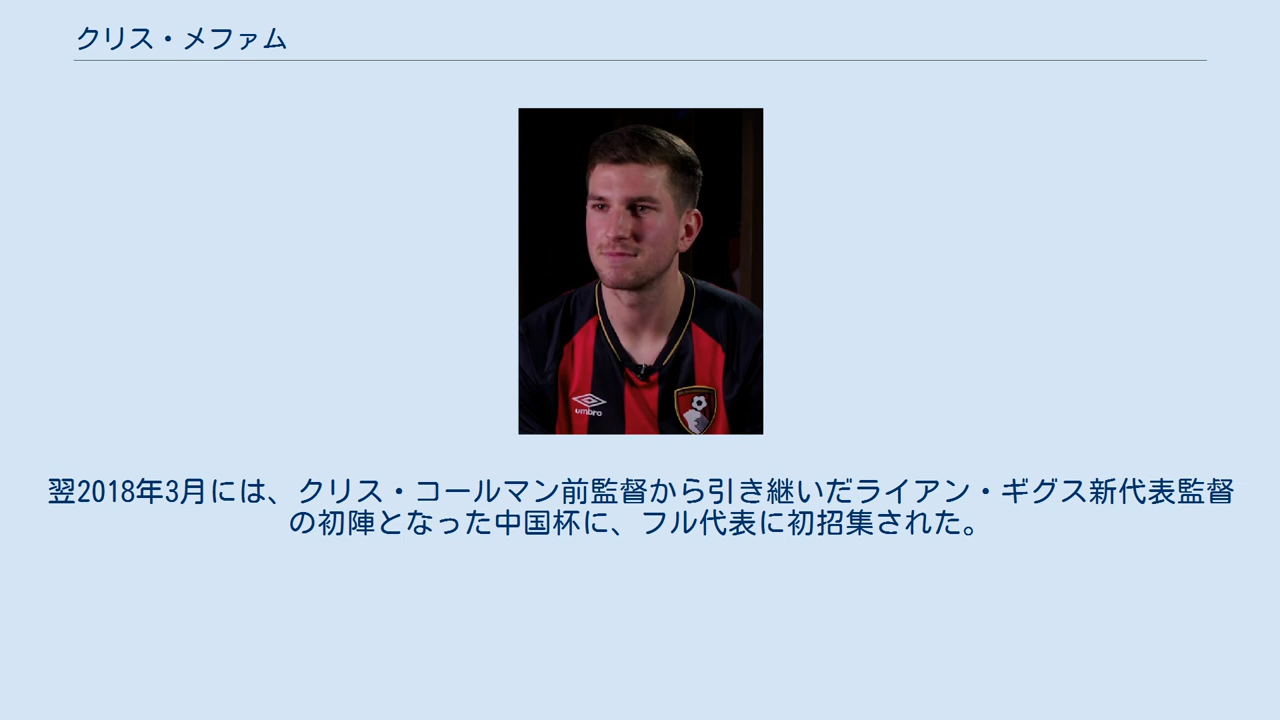 クリス・メファム
umbro
翌2018年3月には、クリス・コールマン前監督から引き継いだライアン・ギグス新代表監督
の初陣となった中国杯に、フル代表に初招集された。